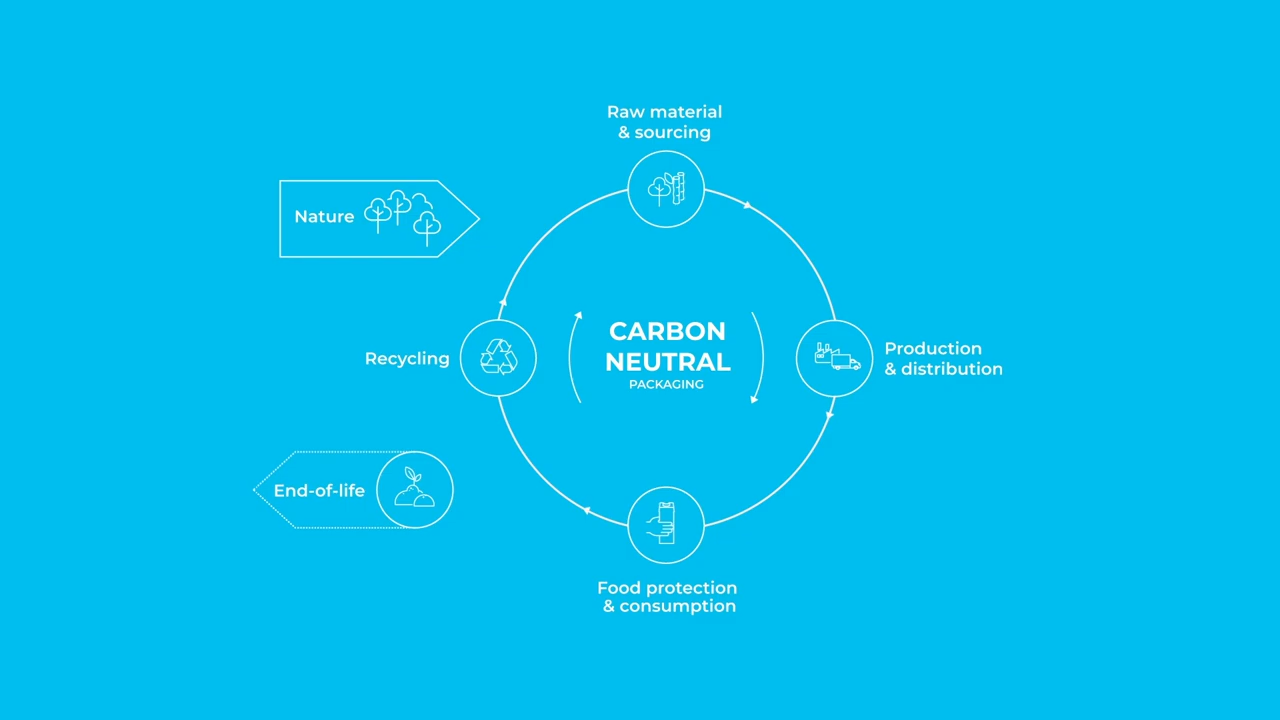 Raw material
& sourcing
Nature
CARBON
NEUTRAL
PACKAGING
Recycling
Production
& distribution
End-of-life
Food protection
& consumption